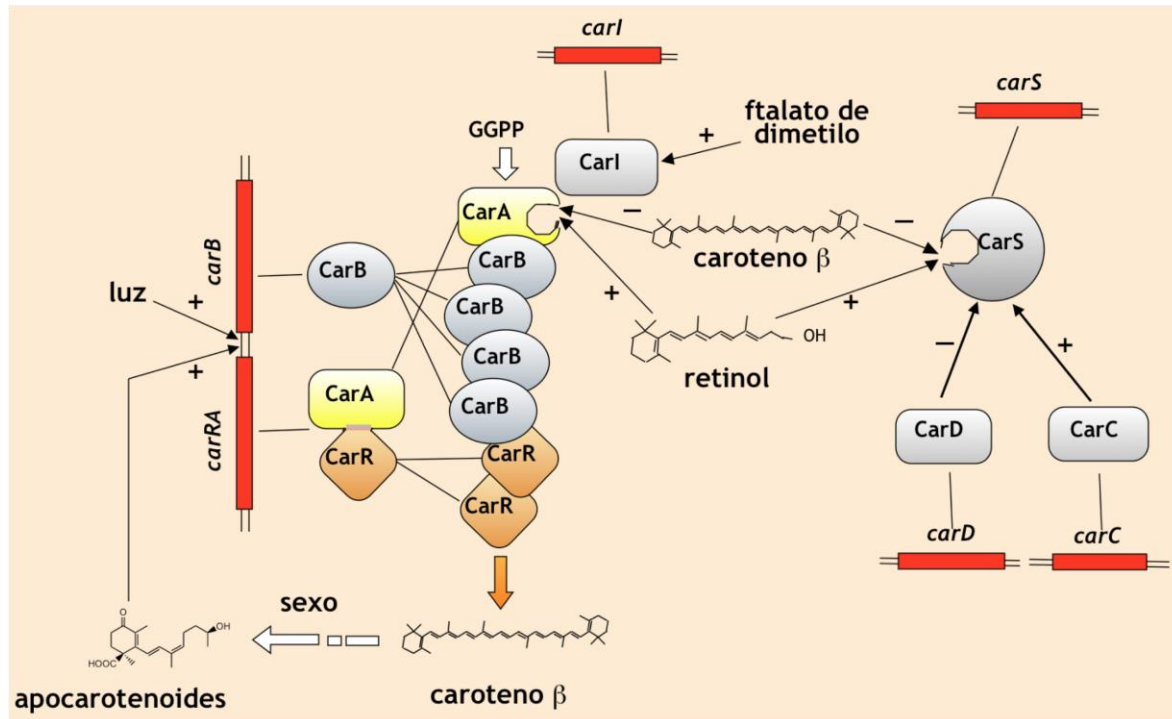 carI
carS
ftalato de
dimetilo
+
GGPP
CarI
CarA
CarS
carB
–
–
caroteno β
CarB
CarB
luz
+
+
+
CarB
OH
retinol
CarB
+
CarA
–
+
CarB
CarD
CarC
carRA
CarR
CarR
CarR
carD
carC
sexo
O
OH
HOOC
apocarotenoides
caroteno β